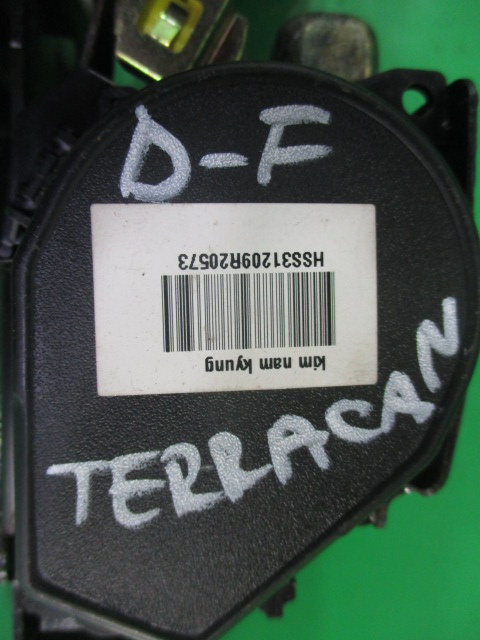 D-F
HSS31209R20573
kim nam kyung
TERRACAN